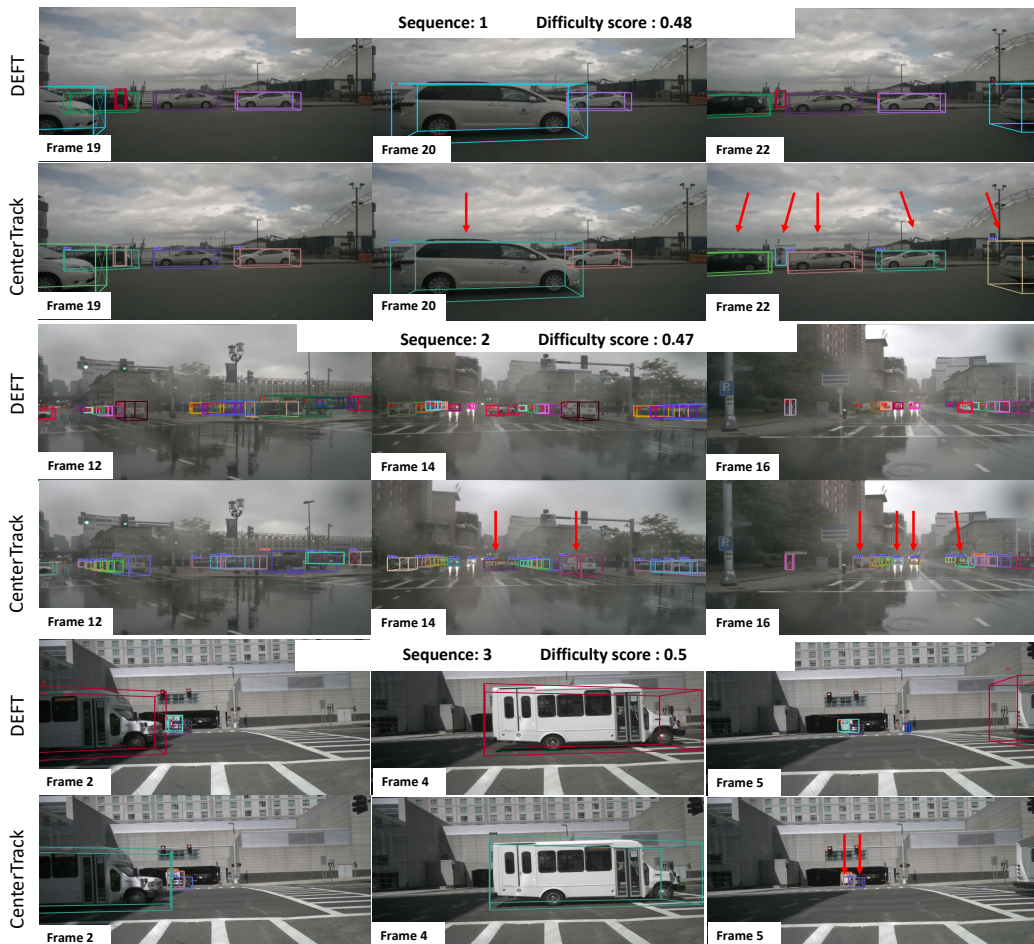 Sequence: 1 Difficulty score : 0.48
DEFT
Frame 19
Frame 20
Frame 22
CenterTrack
Frame 19
Frame 20
Frame 22
Sequence: 2 Difficulty score : 0.47
DEFT
Frame 12
Frame 14
Frame 16
CenterTrack
Frame 12
Frame 14
Frame 16
Sequence: 3 Difficulty score : 0.5
DEFT
Frame 2
Frame 4
Frame 5
CenterTrack
Frame 2
Frame 4
Frame 5